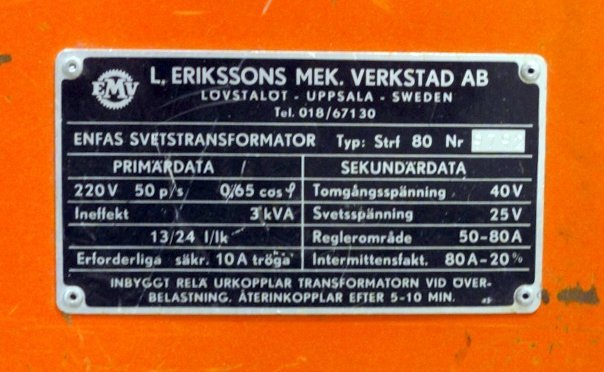 EMV
L. ERIKSSONS MEK. VERKSTAD AB
LÖVSTALÖT - UPPSALA - SWEDEN
Tel. 018/67130
ENFAS SVETSTRANSFORMATOR Typ: Strf 80 Nr
PRIMÄRDATA
220V 50 p/s 0/65 cos φ
Ineffekt 3 kVA
13/24 I/Ik
Erforderliga säkr. 10A tröga
SEKUNDÄRDATA
Tomgångsspänning 40V
Svetsspänning 25V
Reglerområde 50-80A
Intermittensfakt. 80A-20%
INBYGGT RELÄ URKOPPLAR TRANSFORMATORN VID ÖVER-
BELASTNING. ÅTERINKOPPLAR EFTER 5-10 MIN.